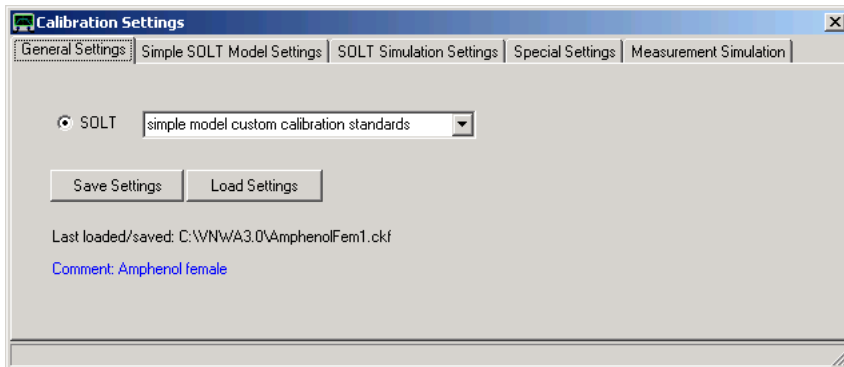 Calibration Settings
General Settings Simple SOLT Model Settings SOLT Simulation Settings Special Settings Measurement Simulation
SOLT simple model custom calibration standards
Save Settings Load Settings
Last loaded/saved: C:\VNWA3.0\AmphenolFem1.ckf
Comment: Amphenol female